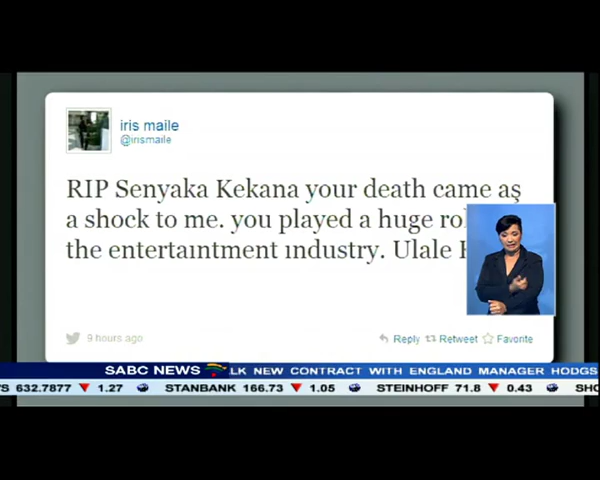 iris maile
@irismaile
RIP Senyaka Kekana your death came as
a shock to me. you played a huge
the entertaintment industry. Ulale
9 hours ago
Reply Retweet Favorite
SABC NEWS LK NEW CONTRACT WITH ENGLAND MANAGER HODGS
S 632.7877 1.27 STANBANK 166.73 1.05 STEINHOFF 71.8 0.43 SHO